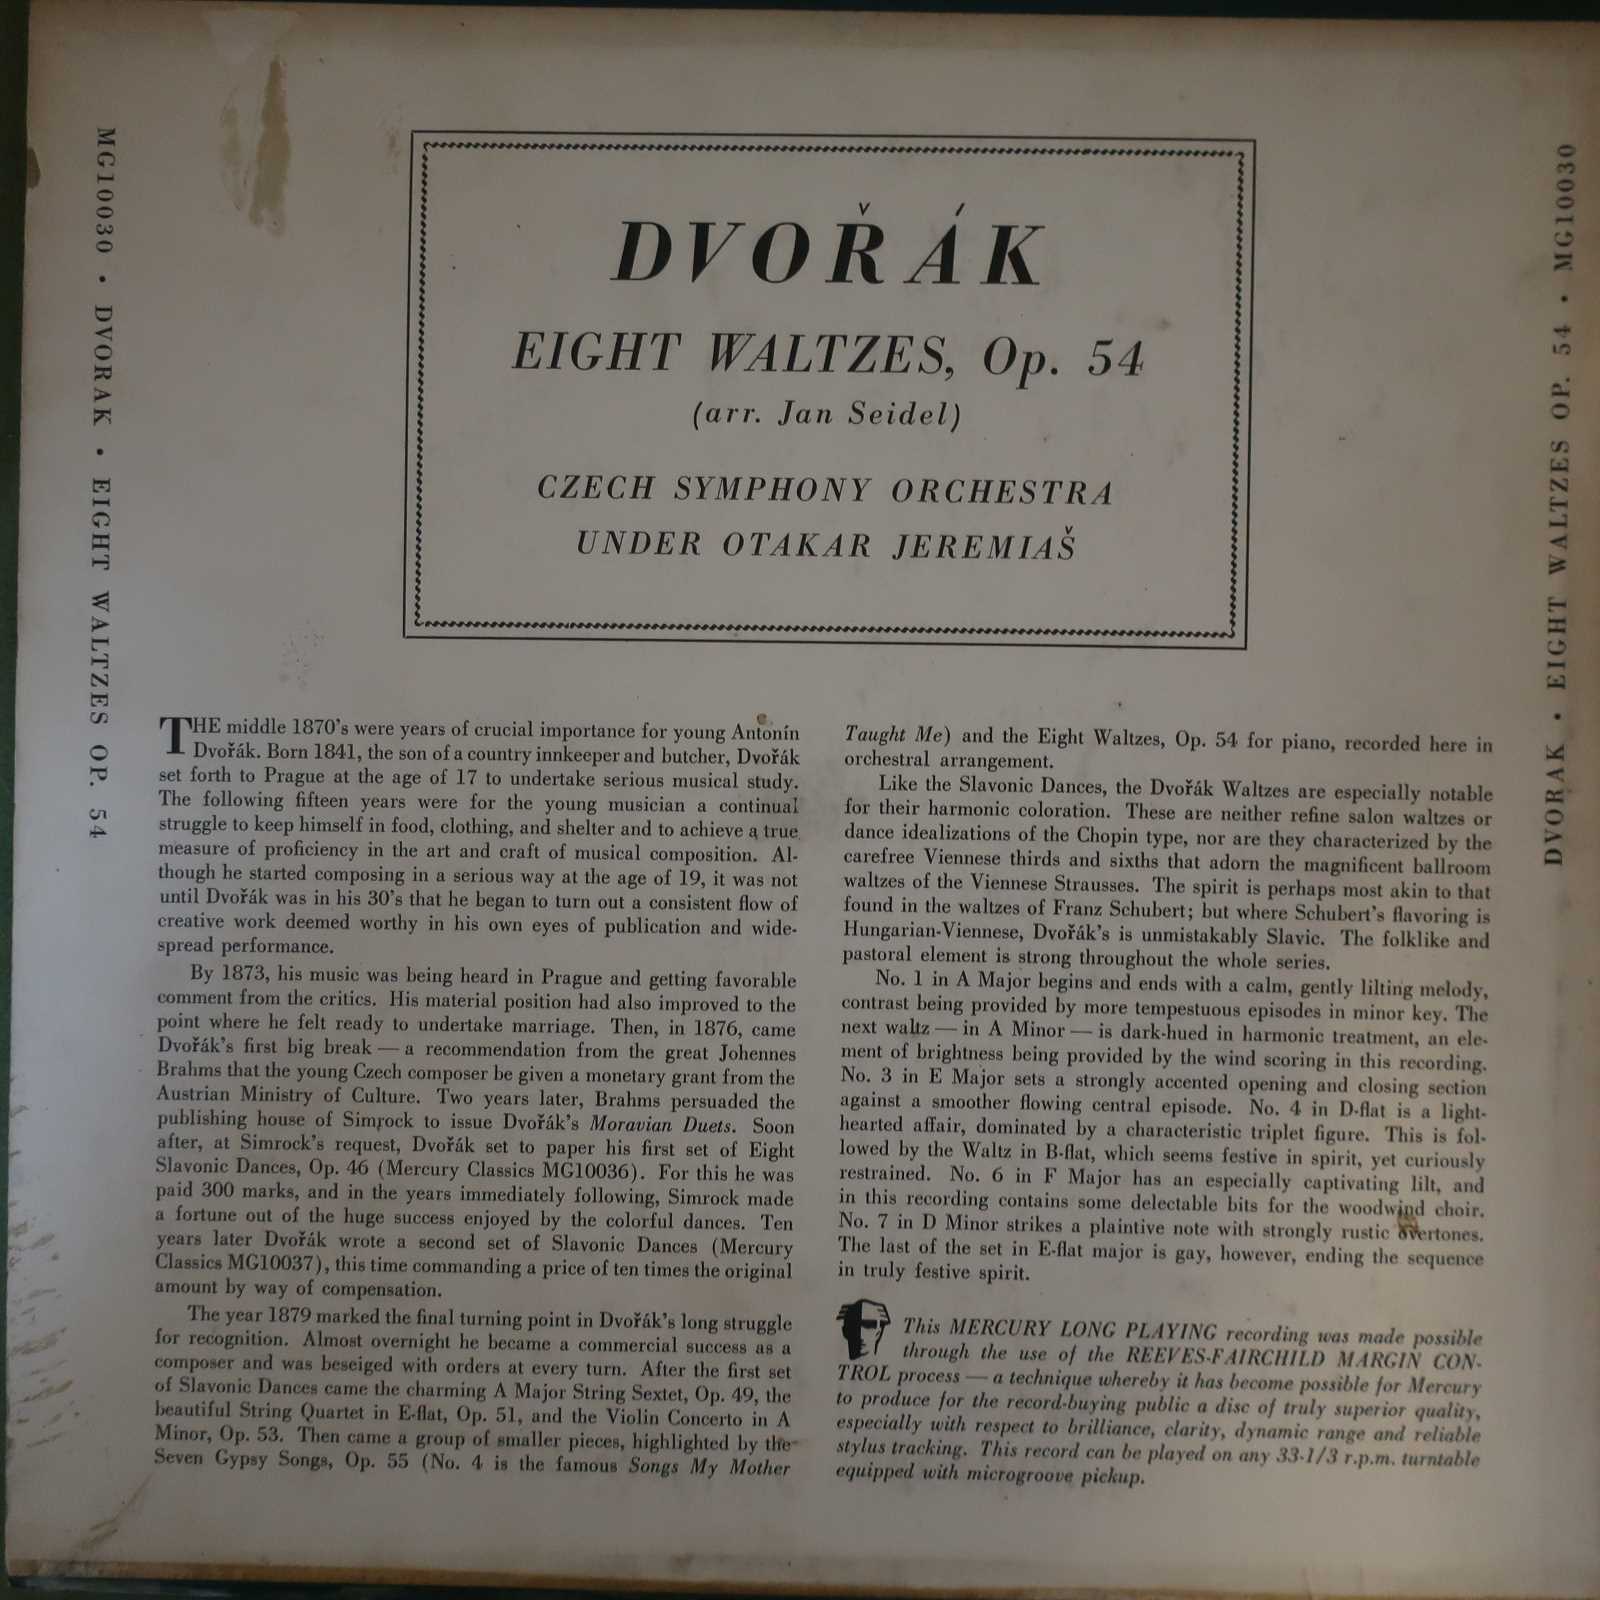 MG10030 • DVORAK • EIGHT WALTZES OP. 54
DVOŘÁK
EIGHT WALTZES, Op. 54
(arr. Jan Seidel)
CZECH SYMPHONY ORCHESTRA
UNDER OTAKAR JEREMIAŠ
THE middle 1870's were years of crucial importance for young Antonín
Dvořák. Born 1841, the son of a country innkeeper and butcher, Dvořák
set forth to Prague at the age of 17 to undertake serious musical study.
The following fifteen years were for the young musician a continual
struggle to keep himself in food, clothing, and shelter and to achieve a true
measure of proficiency in the art and craft of musical composition. Al-
though he started composing in a serious way at the age of 19, it was not
until Dvořák was in his 30's that he began to turn out a consistent flow of
creative work deemed worthy in his own eyes of publication and wide-
spread performance.
By 1873, his music was being heard in Prague and getting favorable
comment from the critics. His material position had also improved to the
point where he felt ready to undertake marriage. Then, in 1876, came
Dvořák's first big break — a recommendation from the great Johennes
Brahms that the young Czech composer be given a monetary grant from the
Austrian Ministry of Culture. Two years later, Brahms persuaded the
publishing house of Simrock to issue Dvořák's Moravian Duets. Soon
after, at Simrock's request, Dvořák set to paper his first set of Eight
Slavonic Dances, Op. 46 (Mercury Classics MG10036). For this he was
paid 300 marks, and in the years immediately following, Simrock made
a fortune out of the huge success enjoyed by the colorful dances. Ten
years later Dvořák wrote a second set of Slavonic Dances (Mercury
Classics MG10037), this time commanding a price of ten times the original
amount by way of compensation.
The year 1879 marked the final turning point in Dvořák's long struggle
for recognition. Almost overnight he became a commercial success as a
composer and was beseiged with orders at every turn. After the first set
of Slavonic Dances came the charming A Major String Sextet, Op. 49, the
beautiful String Quartet in E-flat, Op. 51, and the Violin Concerto in A
Minor, Op. 53. Then came a group of smaller pieces, highlighted by the
Seven Gypsy Songs, Op. 55 (No. 4 is the famous Songs My Mother
Taught Me) and the Eight Waltzes, Op. 54 for piano, recorded here in
orchestral arrangement.
Like the Slavonic Dances, the Dvořák Waltzes are especially notable
for their harmonic coloration. These are neither refine salon waltzes or
dance idealizations of the Chopin type, nor are they characterized by the
carefree Viennese thirds and sixths that adorn the magnificent ballroom
waltzes of the Viennese Strausses. The spirit is perhaps most akin to that
found in the waltzes of Franz Schubert; but where Schubert's flavoring is
Hungarian-Viennese, Dvořák's is unmistakably Slavic. The folklike and
pastoral element is strong throughout the whole series.
No. 1 in A Major begins and ends with a calm, gently lilting melody,
contrast being provided by more tempestuous episodes in minor key. The
next waltz — in A Minor — is dark-hued in harmonic treatment, an ele-
ment of brightness being provided by the wind scoring in this recording.
No. 3 in E Major sets a strongly accented opening and closing section
against a smoother flowing central episode. No. 4 in D-flat is a light-
hearted affair, dominated by a characteristic triplet figure. This is fol-
lowed by the Waltz in B-flat, which seems festive in spirit, yet curiously
restrained. No. 6 in F Major has an especially captivating lilt, and
in this recording contains some delectable bits for the woodwind choir.
No. 7 in D Minor strikes a plaintive note with strongly rustic overtones.
The last of the set in E-flat major is gay, however, ending the sequence
in truly festive spirit.
This MERCURY LONG PLAYING recording was made possible
through the use of the REEVES-FAIRCHILD MARGIN CON-
TROL process — a technique whereby it has become possible for Mercury
to produce for the record-buying public a disc of truly superior quality,
especially with respect to brilliance, clarity, dynamic range and reliable
stylus tracking. This record can be played on any 33-1/3 r.p.m. turntable
equipped with microgroove pickup.
DVORAK • EIGHT WALTZES OP. 54 • MG10030